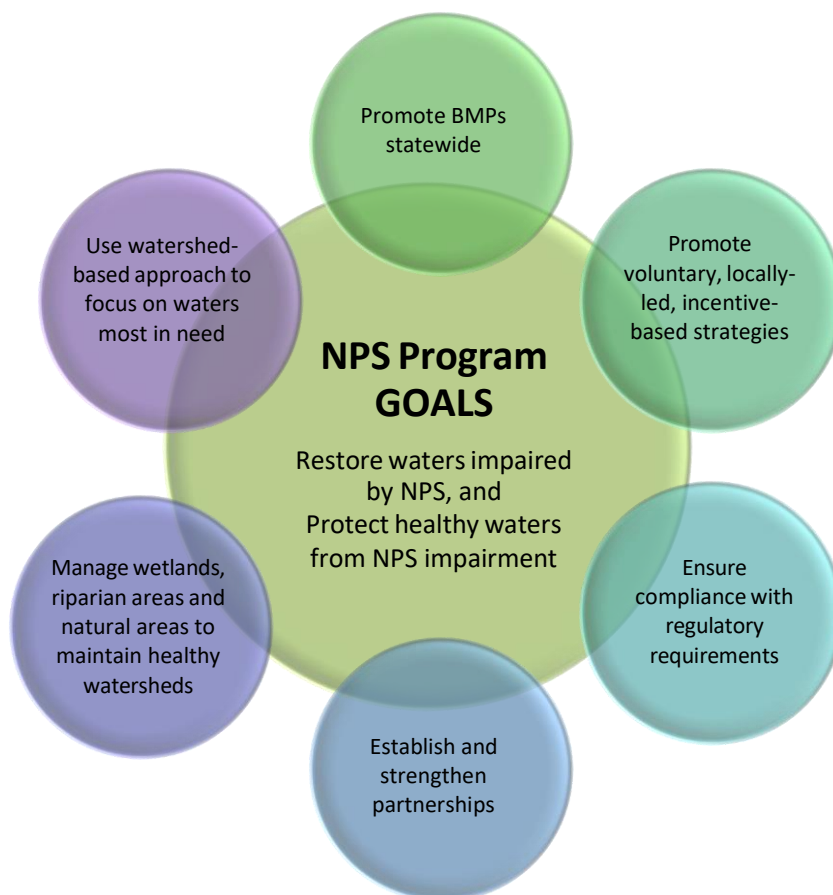 Promote BMPs
statewide
Promote
voluntary, locally-
led, incentive-
based strategies
Ensure
compliance with
regulatory
requirements
Establish and
strengthen
partnerships
Manage wetlands,
riparian areas and
natural areas to
maintain healthy
watersheds
Use watershed-
based approach to
focus on waters
most in need
NPS Program
GOALS
Restore waters impaired
by NPS, and
Protect healthy waters
from NPS impairment